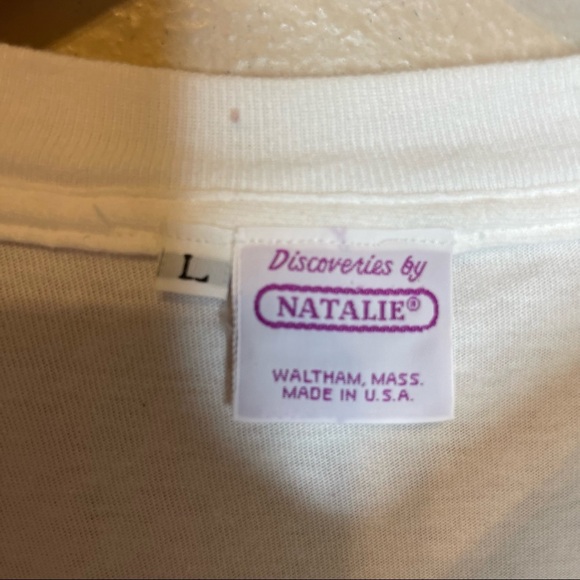 L
Discoveries by
NATALIE®
WALTHAM, MASS.
MADE IN U.S.A.